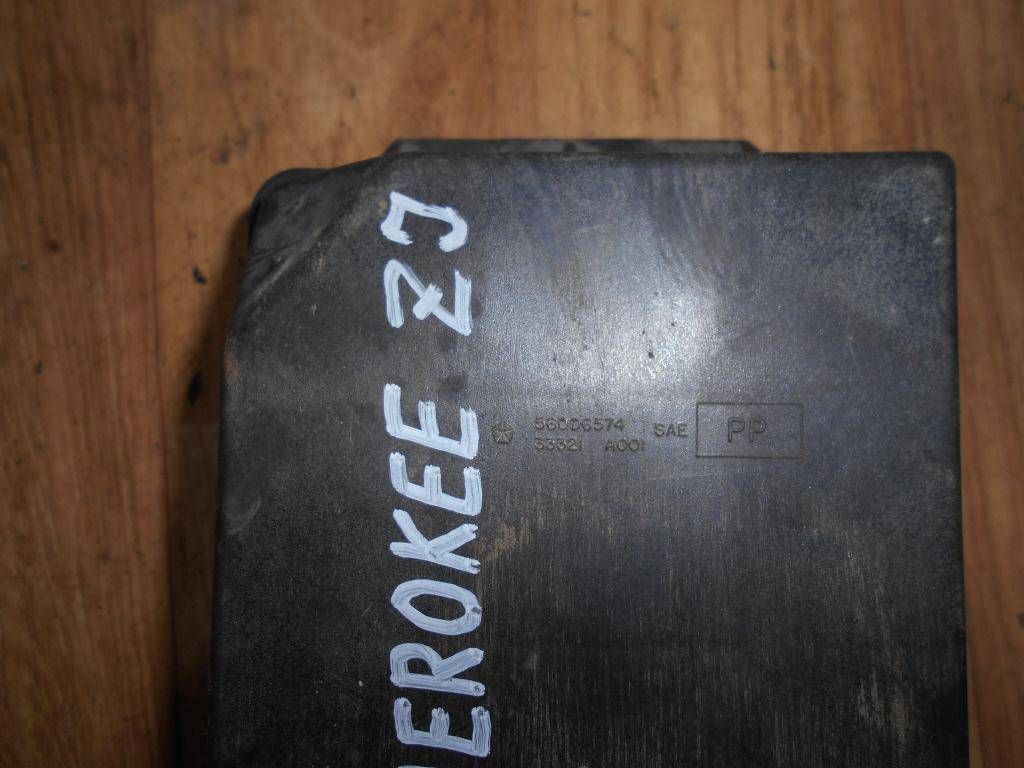 EROKEE ZJ
56006574
33321 A001
SAE PP